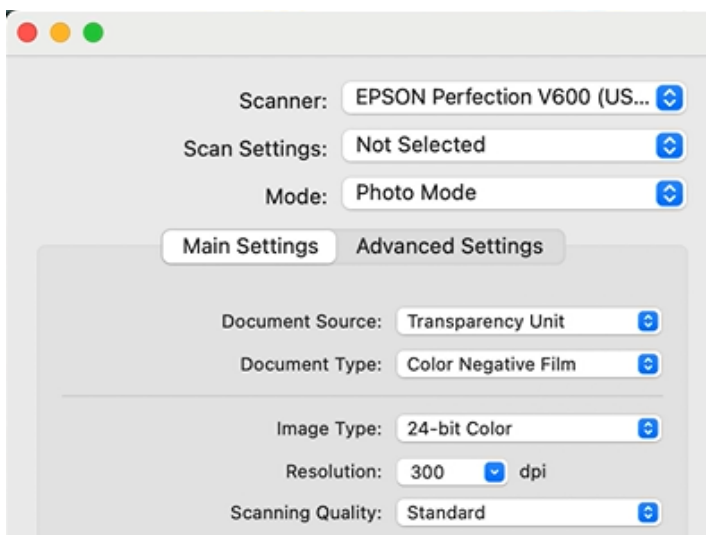 Scanner: EPSON Perfection V600 (US...
Scan Settings: Not Selected
Mode: Photo Mode
Main Settings Advanced Settings
Document Source: Transparency Unit
Document Type: Color Negative Film
Image Type: 24-bit Color
Resolution: 300 dpi
Scanning Quality: Standard